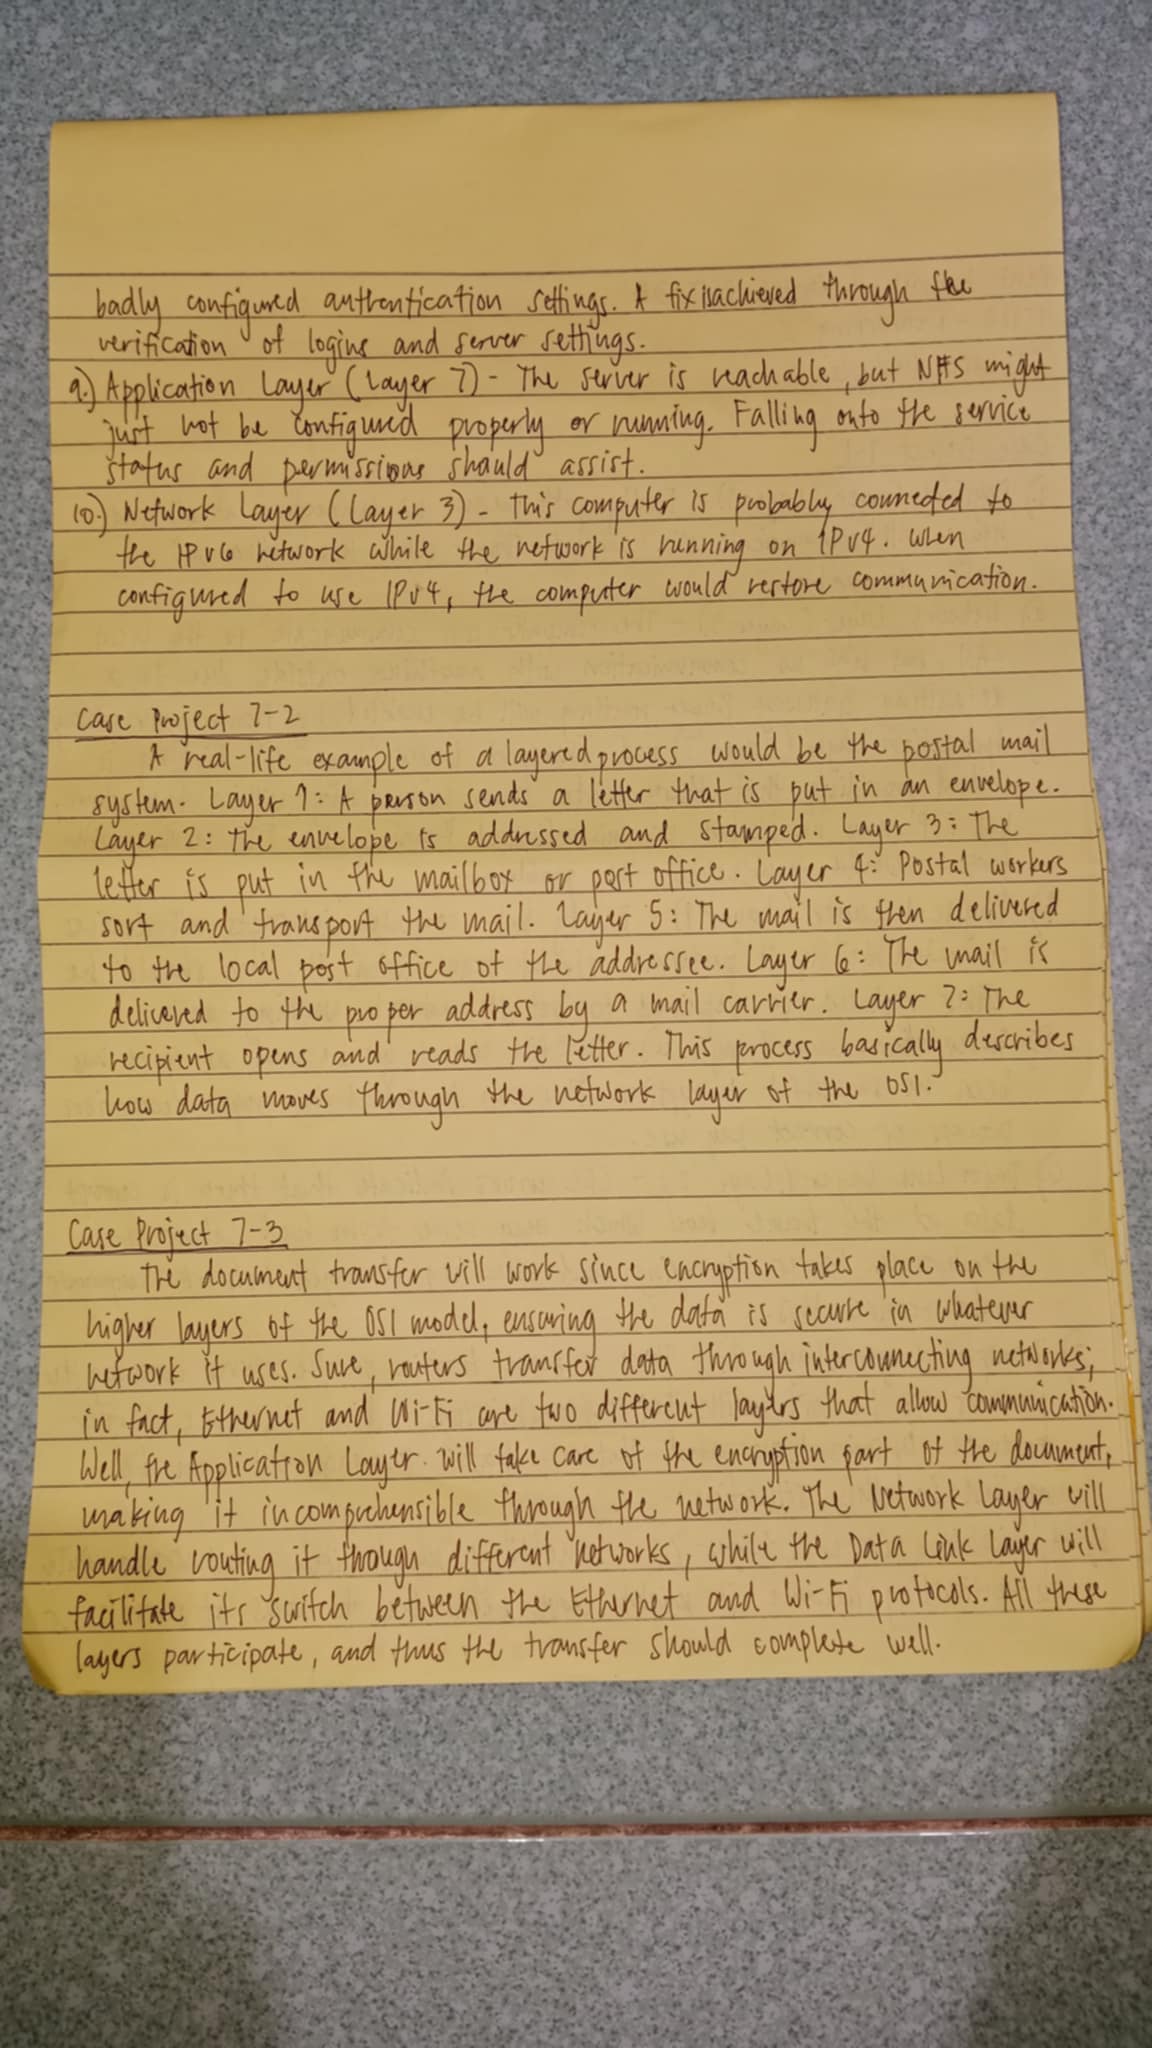 badly configured authentication settings. A fix is achieved through the
verification of logins and server settings.
9.) Application Layer (Layer 7) - The server is reachable, but NFS might
just not be configured properly or running. Falling onto the service
status and permissions should assist.
10.) Network Layer (Layer 3) - This computer is probably connected to
the IPv6 network while the network is running on IPv4. When
configured to use IPv4, the computer would restore communication.
Case Project 7-2
A real-life example of a layered process would be the postal mail
system. Layer 1: A person sends a letter that is put in an envelope.
Layer 2: The envelope is addressed and stamped. Layer 3: The
letter is put in the mailbox or post office. Layer 4: Postal workers
sort and transport the mail. Layer 5: The mail is then delivered
to the local post office of the addressee. Layer 6: The mail is
delivered to the proper address by a mail carrier. Layer 7: The
recipient opens and reads the letter. This process basically describes
how data moves through the network layer of the OSI.
Case Project 7-3
The document transfer will work since encryption takes place on the
higher layers of the OSI model, ensuring the data is secure in whatever
network it uses. Sure, routers transfer data through interconnecting networks;
in fact, Ethernet and Wi-Fi are two different layers that allow communication.
Well, the Application Layer will take care of the encryption part of the document,
making it incomprehensible through the network. The Network Layer will
handle routing it though different networks, while the Data Link Layer will
facilitate its switch between the Ethernet and Wi-Fi protocols. All these
layers participate, and thus the transfer should complete well.